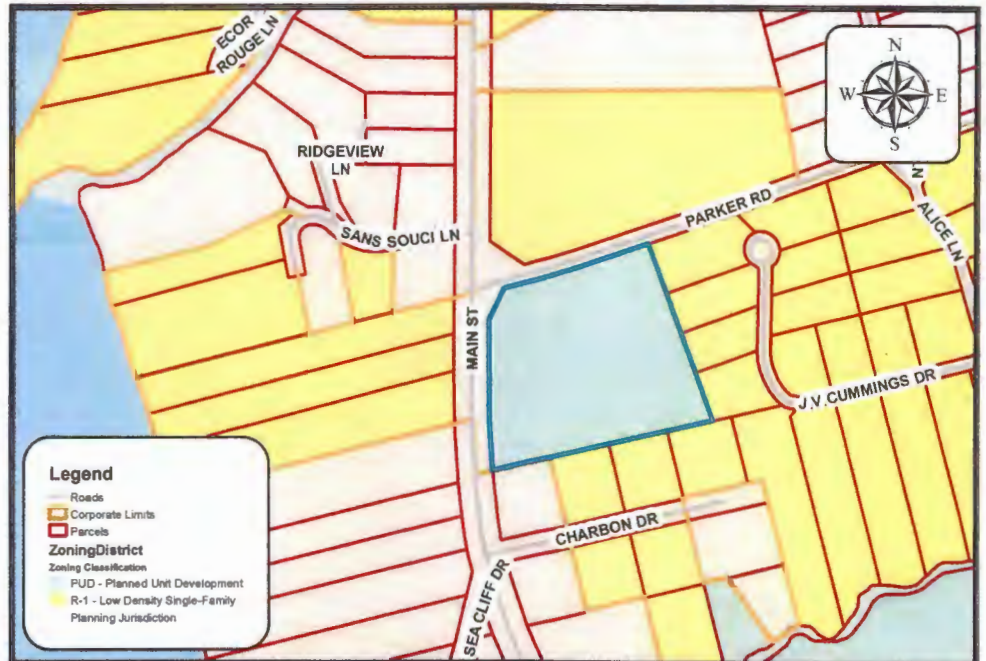 ECOR
ROUGE LN
RIDGEVIEW
LN
SANS SOUCI LN
MAIN ST
PARKER RD
ALICE LN
LN
J.V. CUMMINGS DR
CHARBON DR
SEA CLIFF DR
N
W
E
S
Legend
Roads
Corporate Limits
Parcels
ZoningDistrict
Zoning Classification
PUD - Planned Unit Development
R-1 - Low Density Single-Family
Planning Jurisdiction